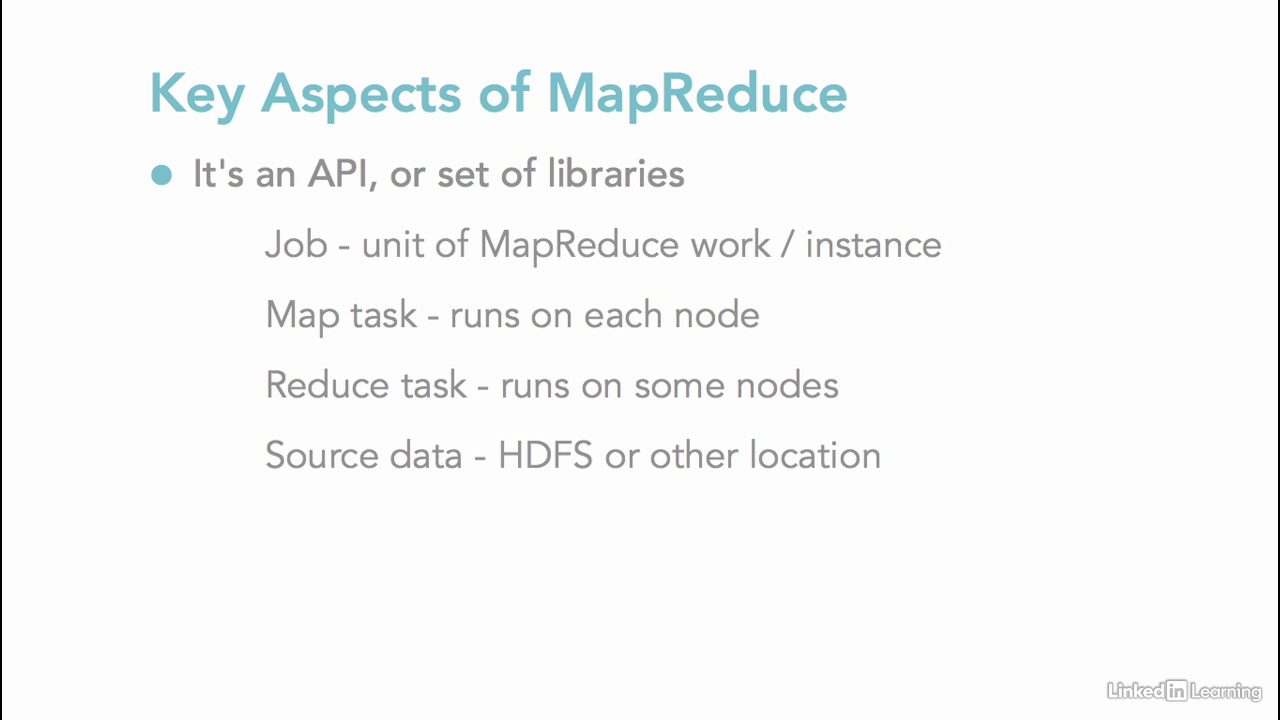 Key Aspects of MapReduce
It's an API, or set of libraries
Job - unit of MapReduce work / instance
Map task - runs on each node
Reduce task - runs on some nodes
Source data - HDFS or other location
Linked in Learning